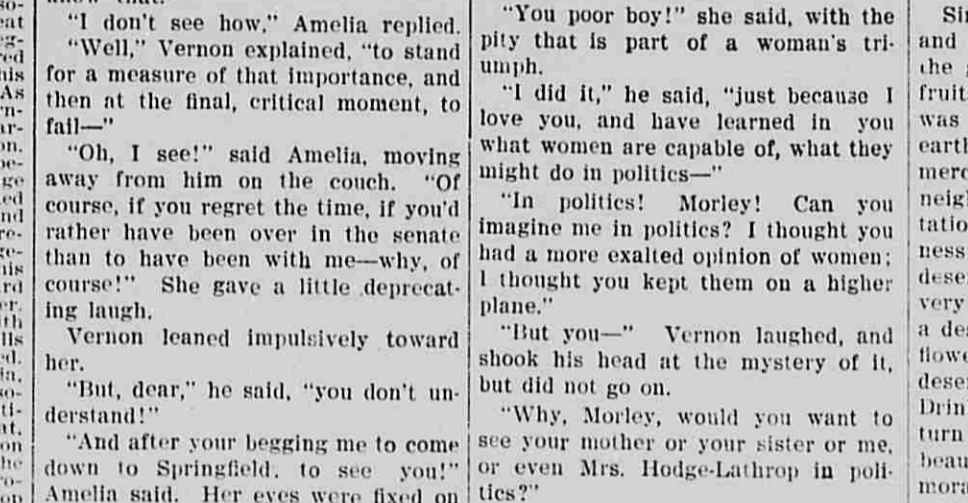 "I don't see how," Amelia replied.
"Well," Vernon explained, "to stand
for a measure of that importance, and
then at the final, critical moment, to
fail—"
"Oh, I see!" said Amelia, moving
away from him on the couch. "Of
course, if you regret the time, if you'd
rather have been over in the senate
than to have been with me—why, of
course!" She gave a little deprecat-
ing laugh.
Vernon leaned impulsively toward
her.
"But, dear," he said, "you don't un-
derstand!"
"And after your begging me to come
down to Springfield, to see you!"
Amelia said. Her eyes were fixed on
"You poor boy!" she said, with the
pity that is part of a woman's tri-
umph.
"I did it," he said, "just because I
love you, and have learned in you
what women are capable of, what they
might do in politics—"
"In politics! Morley! Can you
imagine me in politics? I thought you
had a more exalted opinion of women;
I thought you kept them on a higher
plane."
"But you—" Vernon laughed, and
shook his head at the mystery of it,
but did not go on.
"Why, Morley, would you want to
see your mother or your sister or me,
or even Mrs. Hodge-Lathrop in poli-
tics?"
and
the
fruit
was